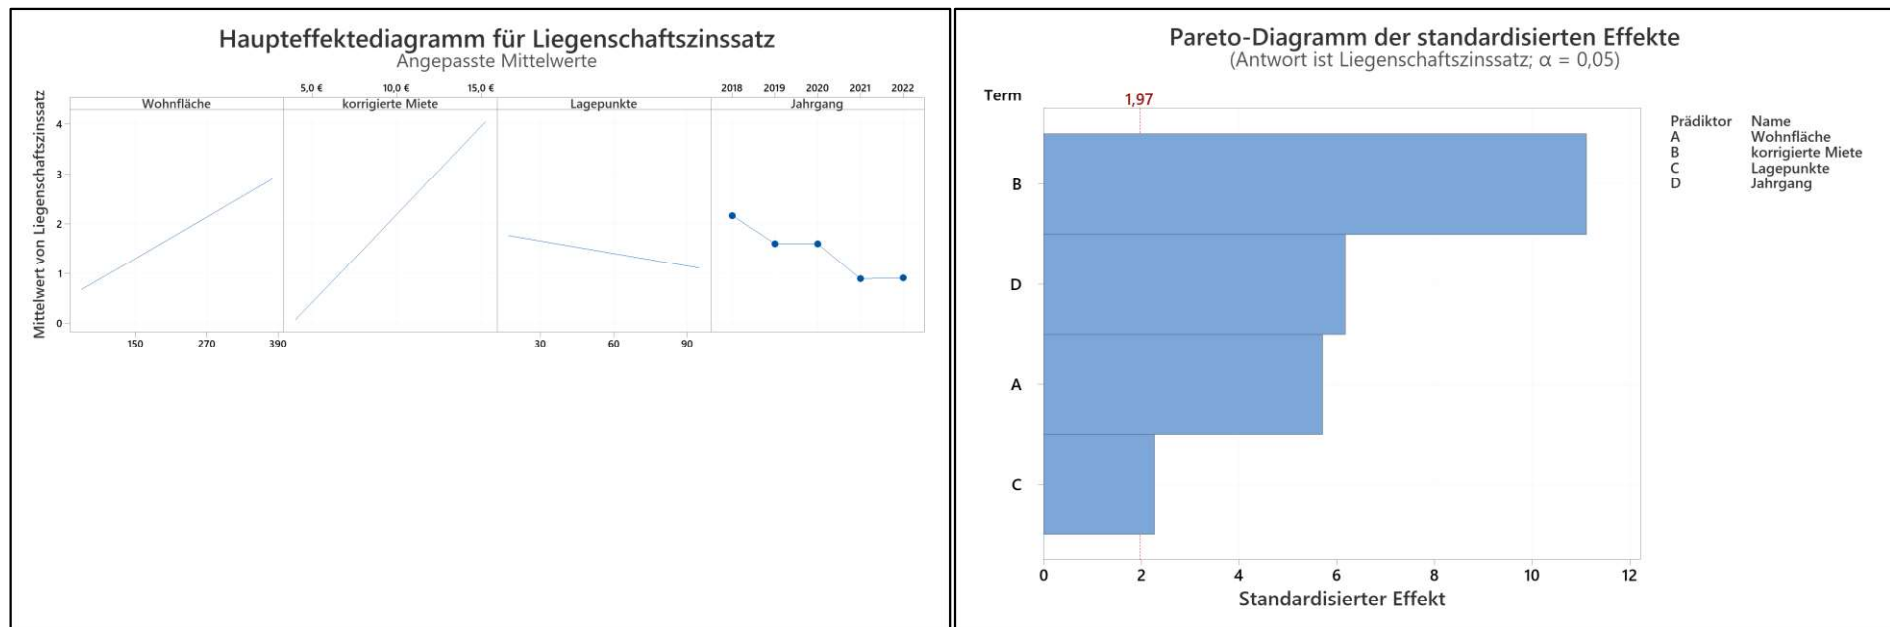 Haupteffektediagramm für Liegenschaftszinssatz
Angepasste Mittelwerte
5,0 € 10,0 € 15,0 € 2018 2019 2020 2021 2022
Wohnfläche korrigierte Miete Lagepunkte Jahrgang
Mittelwert von Liegenschaftszinssatz
4
3
2
1
0
150 270 390 30 60 90
Pareto-Diagramm der standardisierten Effekte
(Antwort ist Liegenschaftszinssatz; α = 0,05)
Term 1,97
Prädiktor Name
A Wohnfläche
B korrigierte Miete
C Lagepunkte
D Jahrgang
B
D
A
C
0 2 4 6 8 10 12
Standardisierter Effekt